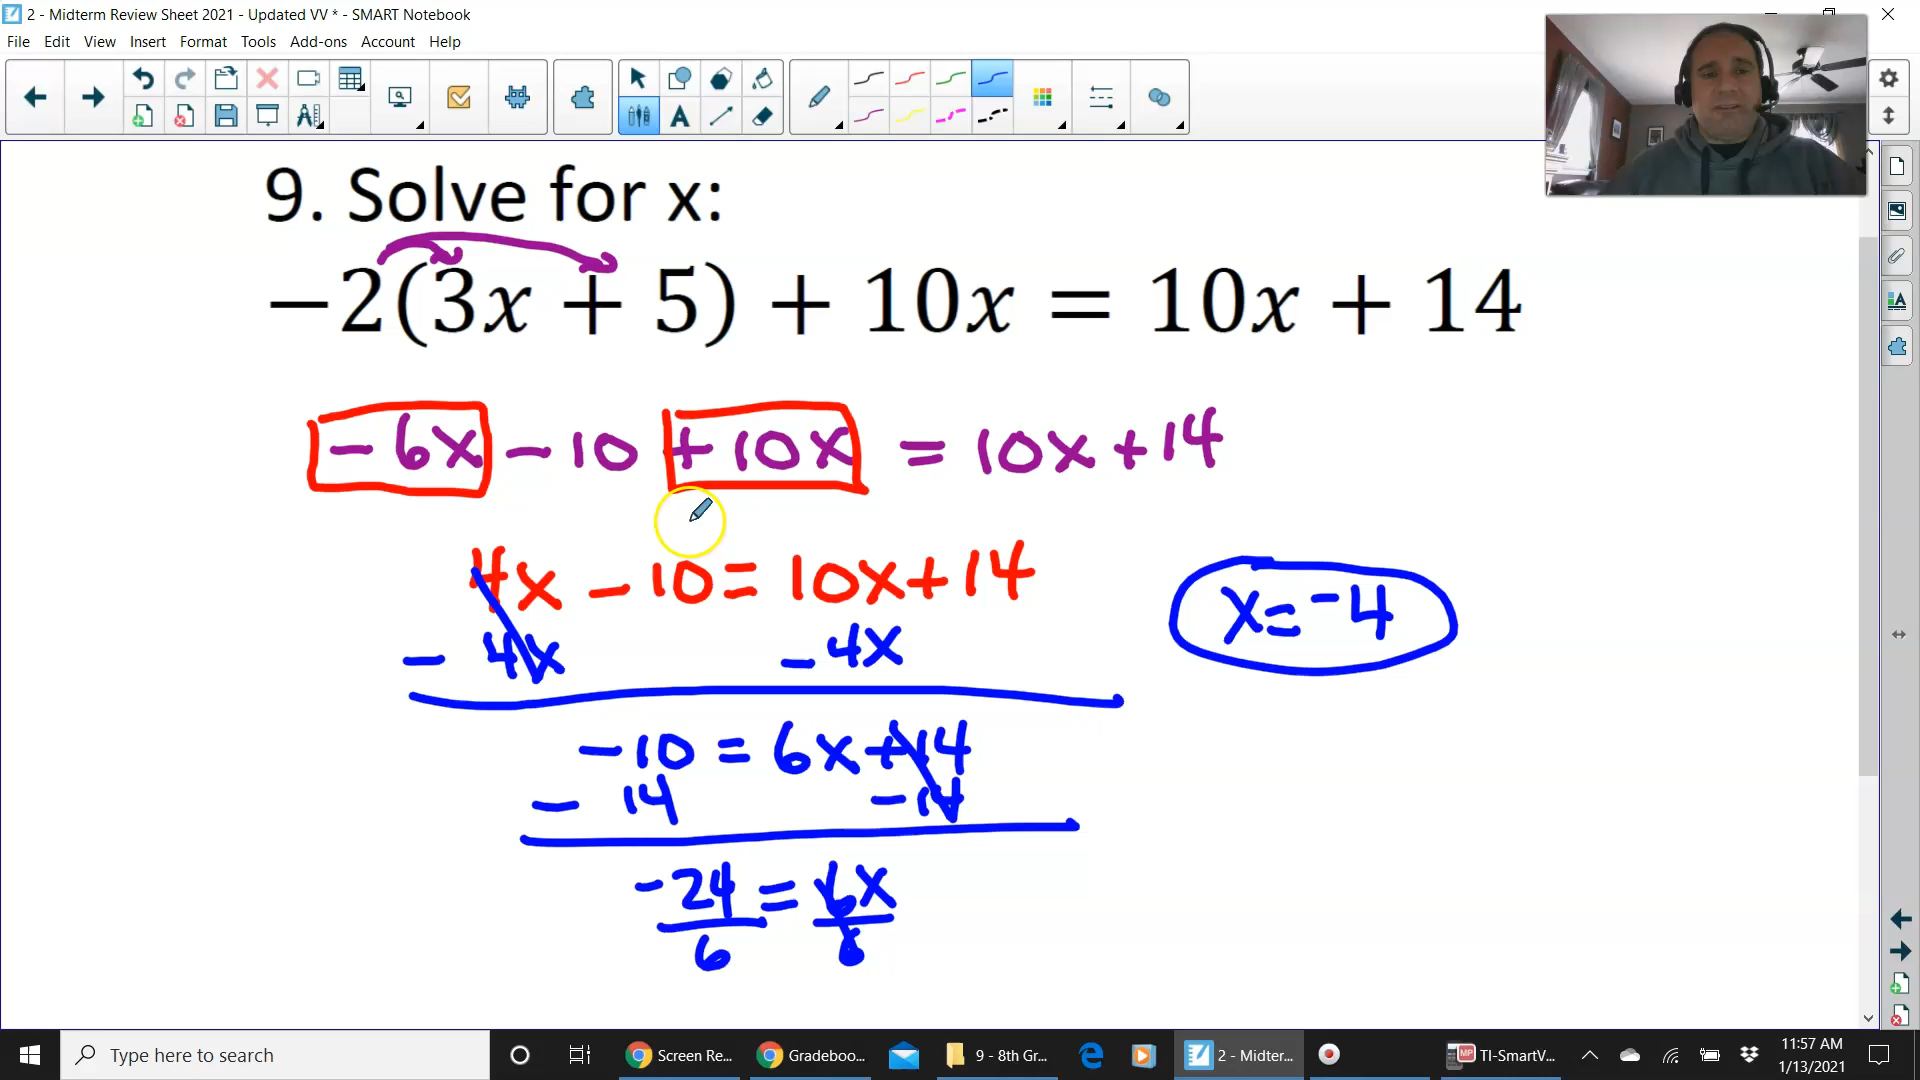 2 - Midterm Review Sheet 2021 - Updated VV * - SMART Notebook
File Edit View Insert Format Tools Add-ons Account Help
9. Solve for x:
−2(3x + 5) + 10x = 10x + 14
- 6x - 10 + 10x = 10x + 14
4x - 10 = 10x + 14
- 4x - 4x
x = -4
-10 = 6x + 14
- 14 - 14
-24 = 6x
6 6
Type here to search
Screen Re...
Gradeboo...
9 - 8th Gr...
2 - Midter...
TI-SmartV...
11:57 AM
1/13/2021